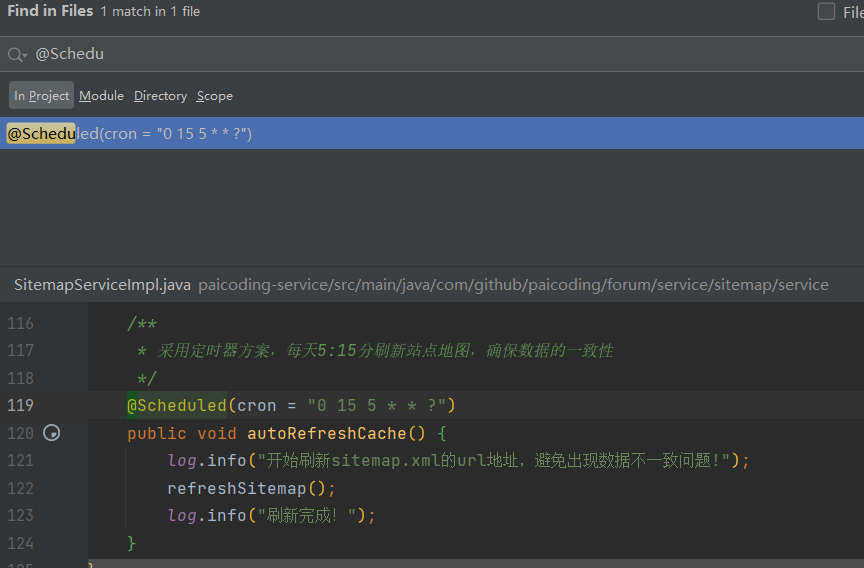 Find in Files 1 match in 1 file File
@Schedu
In Project Module Directory Scope
@Scheduled(cron = "0 15 5 * * ?")
SitemapServiceImpl.java paicoding-service/src/main/java/com/github/paicoding/forum/service/sitemap/service
116 /**
117 * 采用定时器方案，每天5:15分刷新站点地图，确保数据的一致性
118 */
119 @Scheduled(cron = "0 15 5 * * ?")
120 public void autoRefreshCache() {
121 log.info("开始刷新sitemap.xml的url地址，避免出现数据不一致问题!");
122 refreshSitemap();
123 log.info("刷新完成！");
124 }